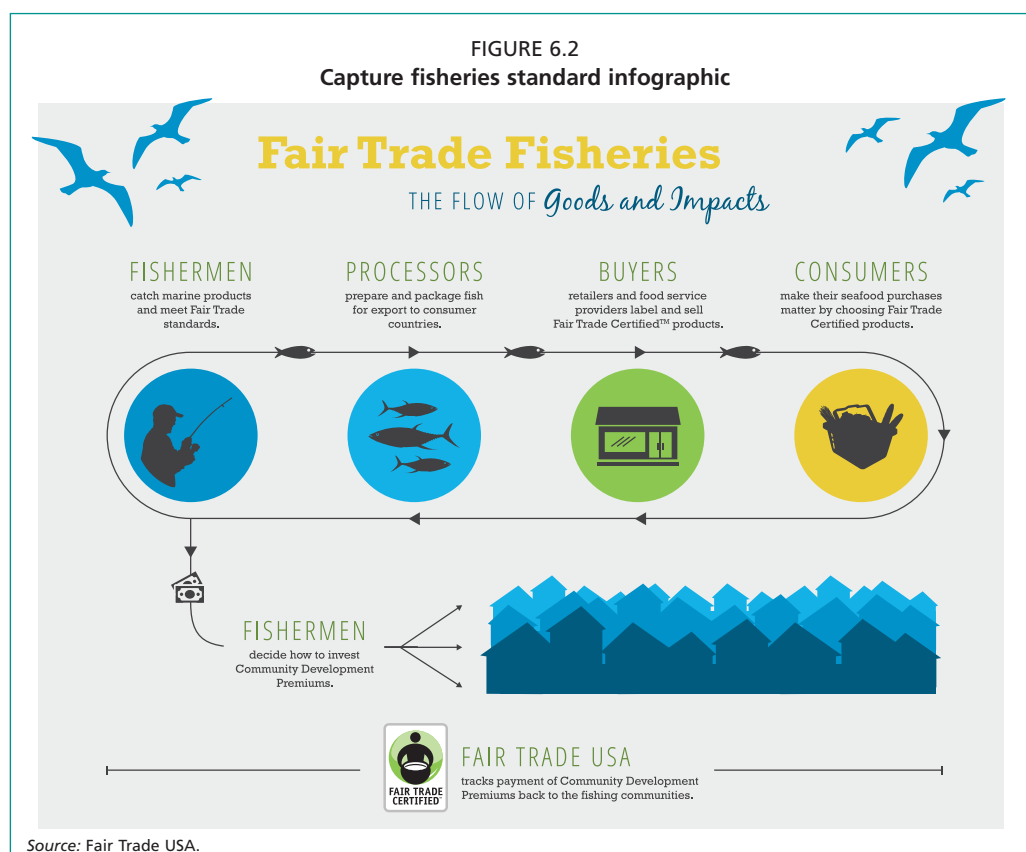 FIGURE 6.2
Capture fisheries standard infographic
Fair Trade Fisheries
THE FLOW OF Goods and Impacts
FISHERMEN
catch marine products
and meet Fair Trade
standards.
PROCESSORS
prepare and package fish
for export to consumer
countries.
BUYERS
retailers and food service
providers label and sell
Fair Trade Certified™ products.
CONSUMERS
make their seafood purchases
matter by choosing Fair Trade
Certified products.
FISHERMEN
decide how to invest
Community Development
Premiums.
FAIR TRADE
CERTIFIED
FAIR TRADE USA
tracks payment of Community Development
Premiums back to the fishing communities.
Source: Fair Trade USA.